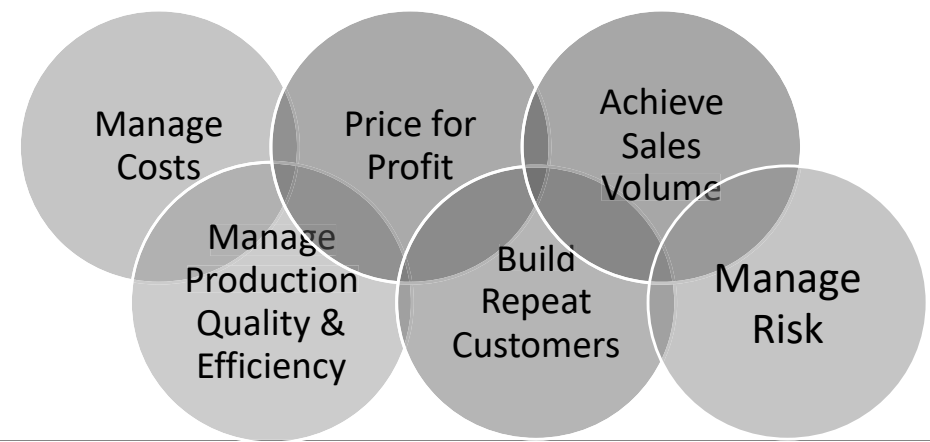 Manage
Costs
Price for
Profit
Achieve
Sales
Volume
Manage
Production
Quality &
Efficiency
Build
Repeat
Customers
Manage
Risk